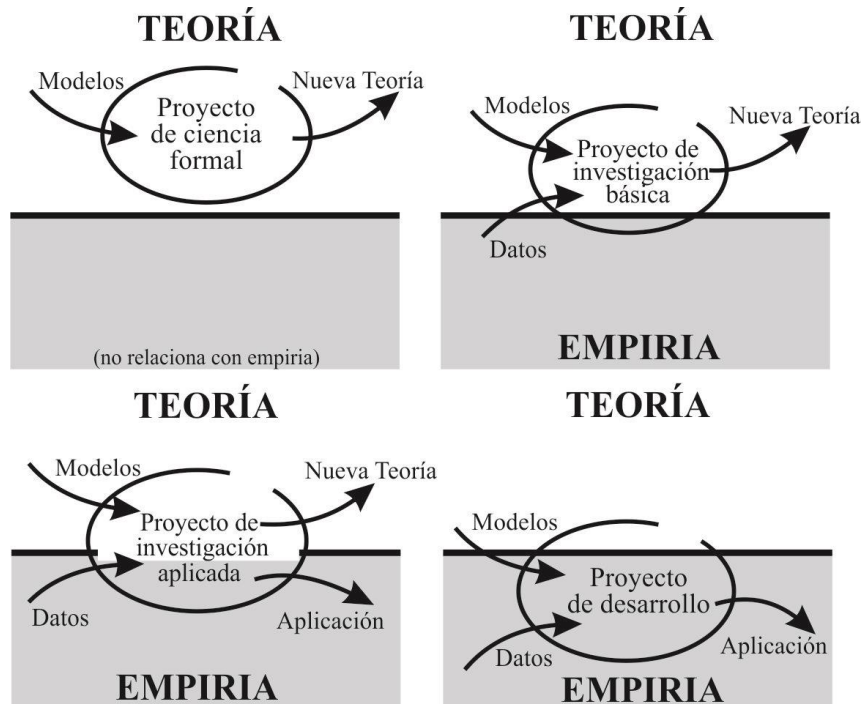 TEORÍA
Modelos
Nueva Teoría
Proyecto
de ciencia
formal
(no relaciona con empiria)
TEORÍA
Modelos
Nueva Teoría
Proyecto de
investigación
básica
Datos
EMPIRIA
TEORÍA
Modelos
Nueva Teoría
Proyecto de
investigación
aplicada
Datos
Aplicación
EMPIRIA
TEORÍA
Modelos
Proyecto
de desarrollo
Datos
Aplicación
EMPIRIA